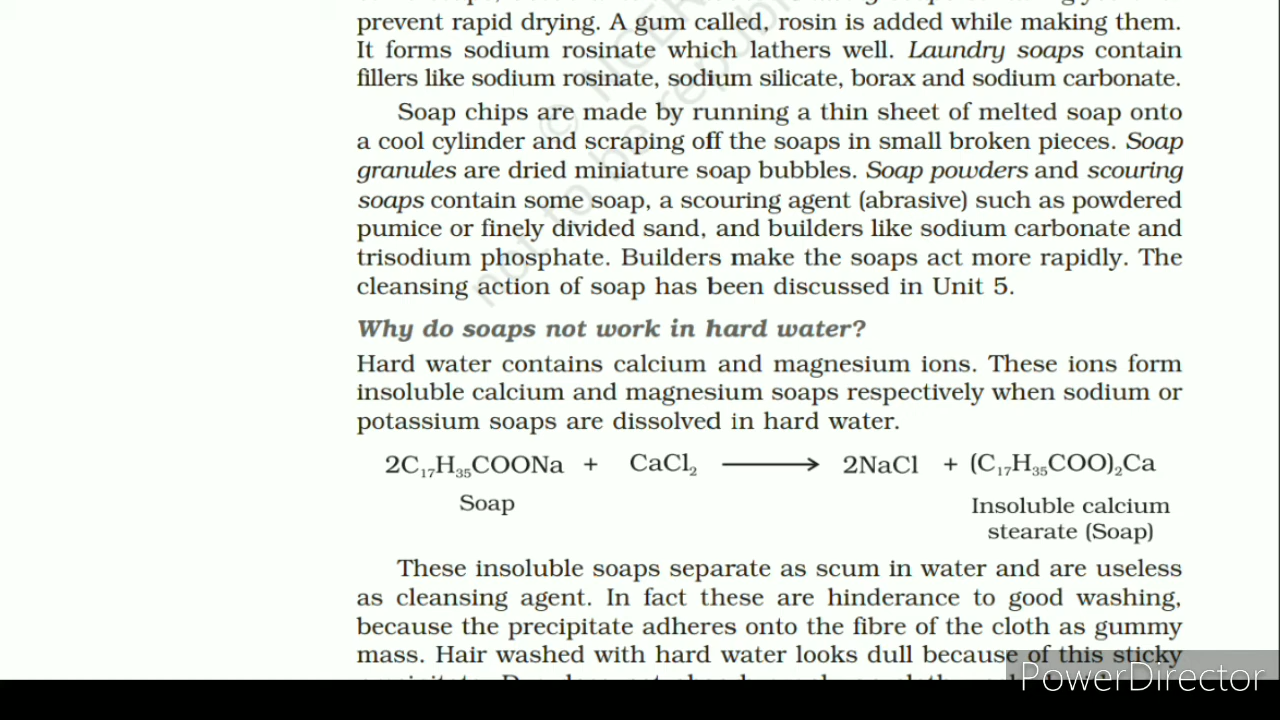 prevent rapid drying. A gum called, rosin is added while making them.
It forms sodium rosinate which lathers well. Laundry soaps contain
fillers like sodium rosinate, sodium silicate, borax and sodium carbonate.
Soap chips are made by running a thin sheet of melted soap onto
a cool cylinder and scraping off the soaps in small broken pieces. Soap
granules are dried miniature soap bubbles. Soap powders and scouring
soaps contain some soap, a scouring agent (abrasive) such as powdered
pumice or finely divided sand, and builders like sodium carbonate and
trisodium phosphate. Builders make the soaps act more rapidly. The
cleansing action of soap has been discussed in Unit 5.
Why do soaps not work in hard water?
Hard water contains calcium and magnesium ions. These ions form
insoluble calcium and magnesium soaps respectively when sodium or
potassium soaps are dissolved in hard water.
2C₁₇H₃₅COONa + CaCl₂ ⟶ 2NaCl + (C₁₇H₃₅COO)₂Ca
Soap
Insoluble calcium
stearate (Soap)
These insoluble soaps separate as scum in water and are useless
as cleansing agent. In fact these are hinderance to good washing,
because the precipitate adheres onto the fibre of the cloth as gummy
mass. Hair washed with hard water looks dull because of this sticky
PowerDirector
© NCERT
not to be republi